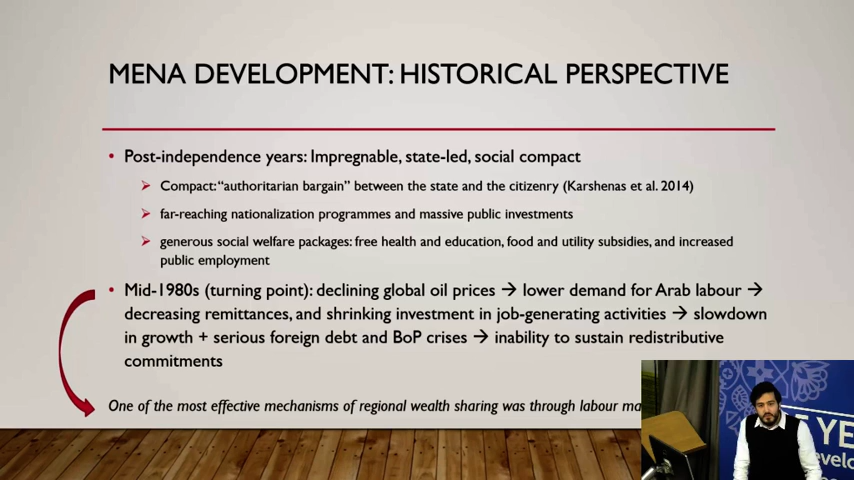 MENA DEVELOPMENT: HISTORICAL PERSPECTIVE
• Post-independence years: Impregnable, state-led, social compact
➢ Compact: “authoritarian bargain” between the state and the citizenry (Karshenas et al. 2014)
➢ far-reaching nationalization programmes and massive public investments
➢ generous social welfare packages: free health and education, food and utility subsidies, and increased
public employment
• Mid-1980s (turning point): declining global oil prices → lower demand for Arab labour →
decreasing remittances, and shrinking investment in job-generating activities → slowdown
in growth + serious foreign debt and BoP crises → inability to sustain redistributive
commitments
One of the most effective mechanisms of regional wealth sharing was through labour
YE